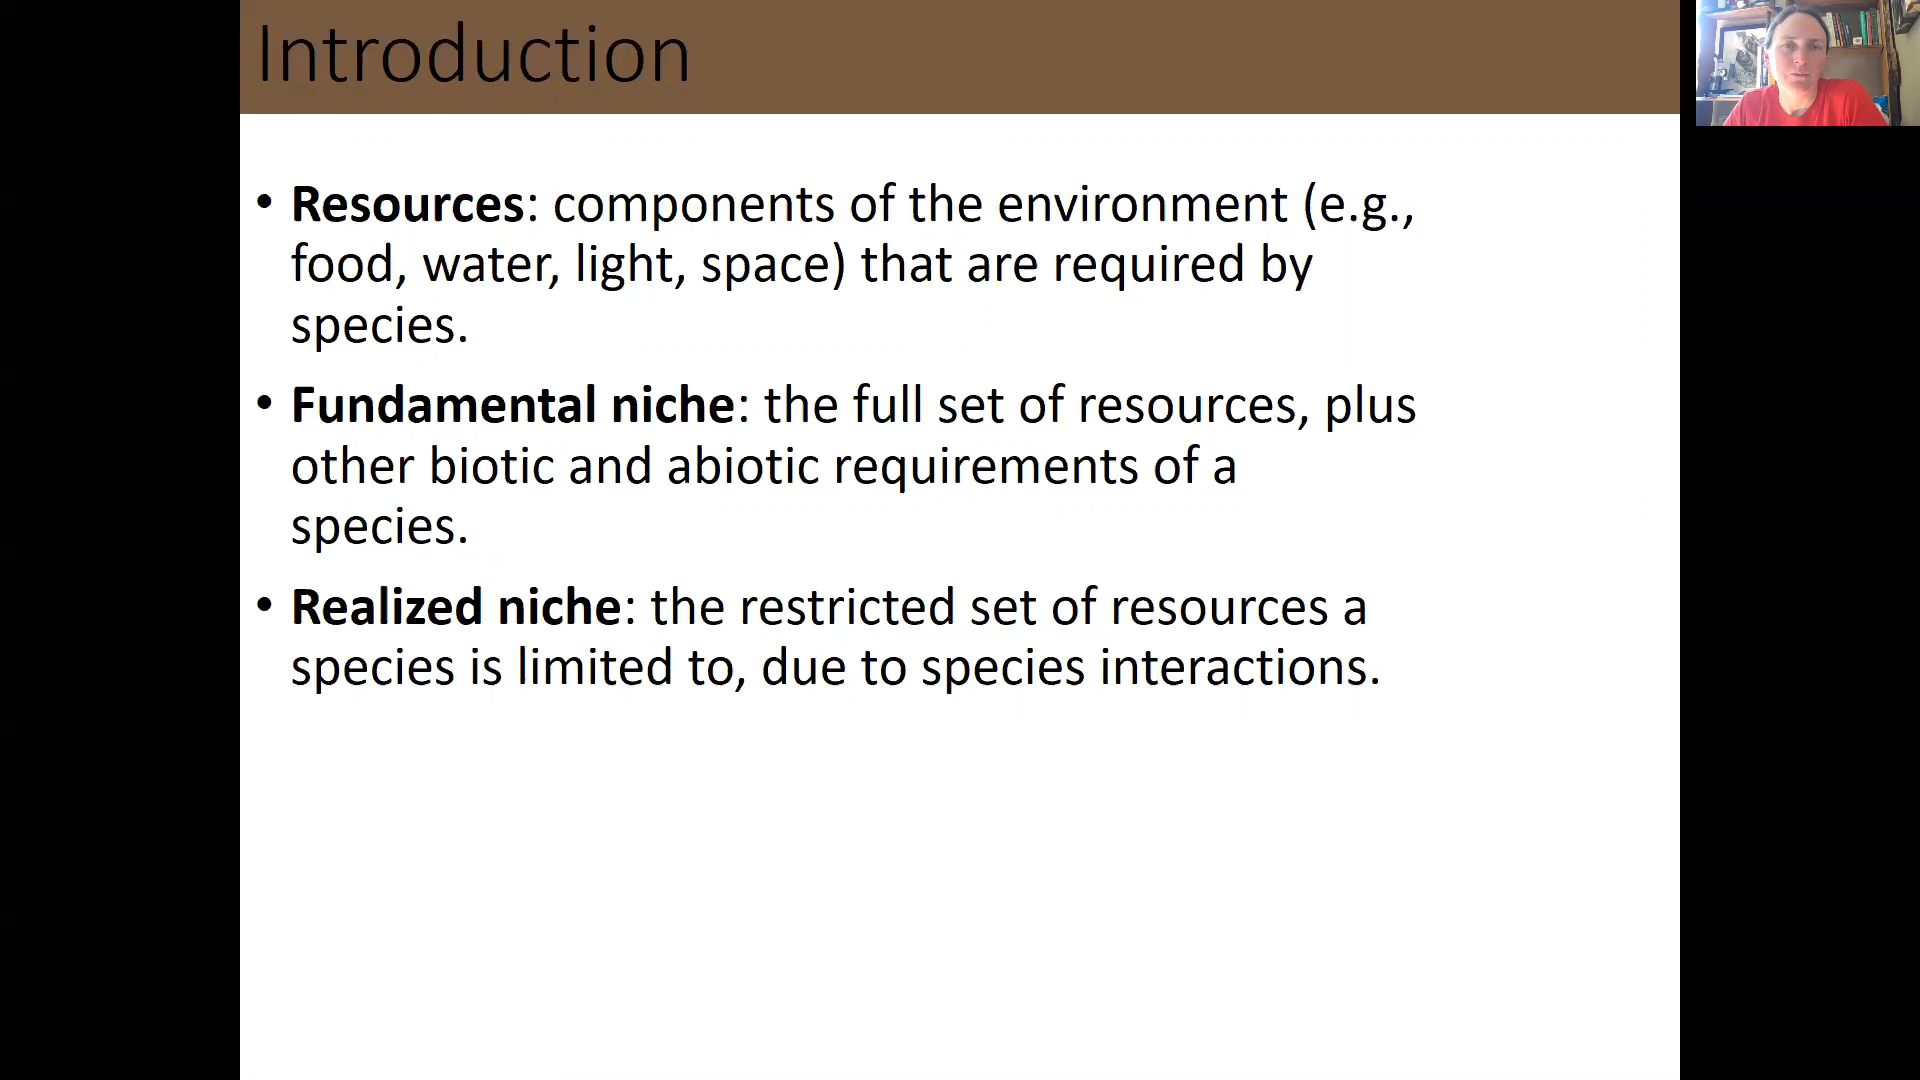 Introduction
• Resources: components of the environment (e.g.,
food, water, light, space) that are required by
species.
• Fundamental niche: the full set of resources, plus
other biotic and abiotic requirements of a
species.
• Realized niche: the restricted set of resources a
species is limited to, due to species interactions.